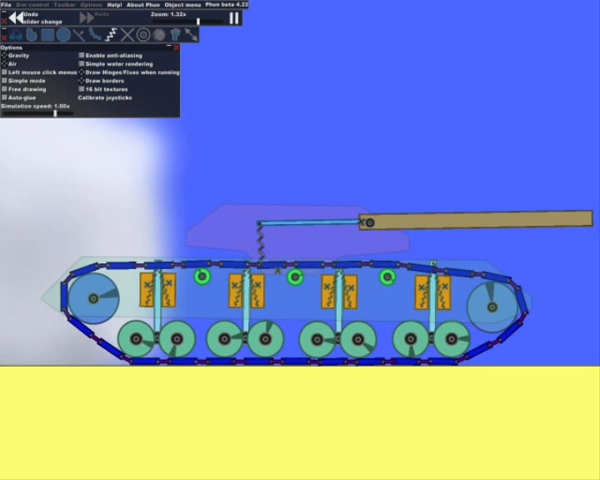 File Sim control Toolbar Options Help! About Phun Object menu Phun beta 4.22
Undo
slider change
Redo
Zoom: 1.32x
Options
Gravity
Air
Left mouse click menus
Simple mode
Free drawing
Auto-glue
Simulation speed: 1.00x
Enable anti-aliasing
Simple water rendering
Draw Hinges/Fixes when running
Draw borders
16 bit textures
Calibrate joysticks